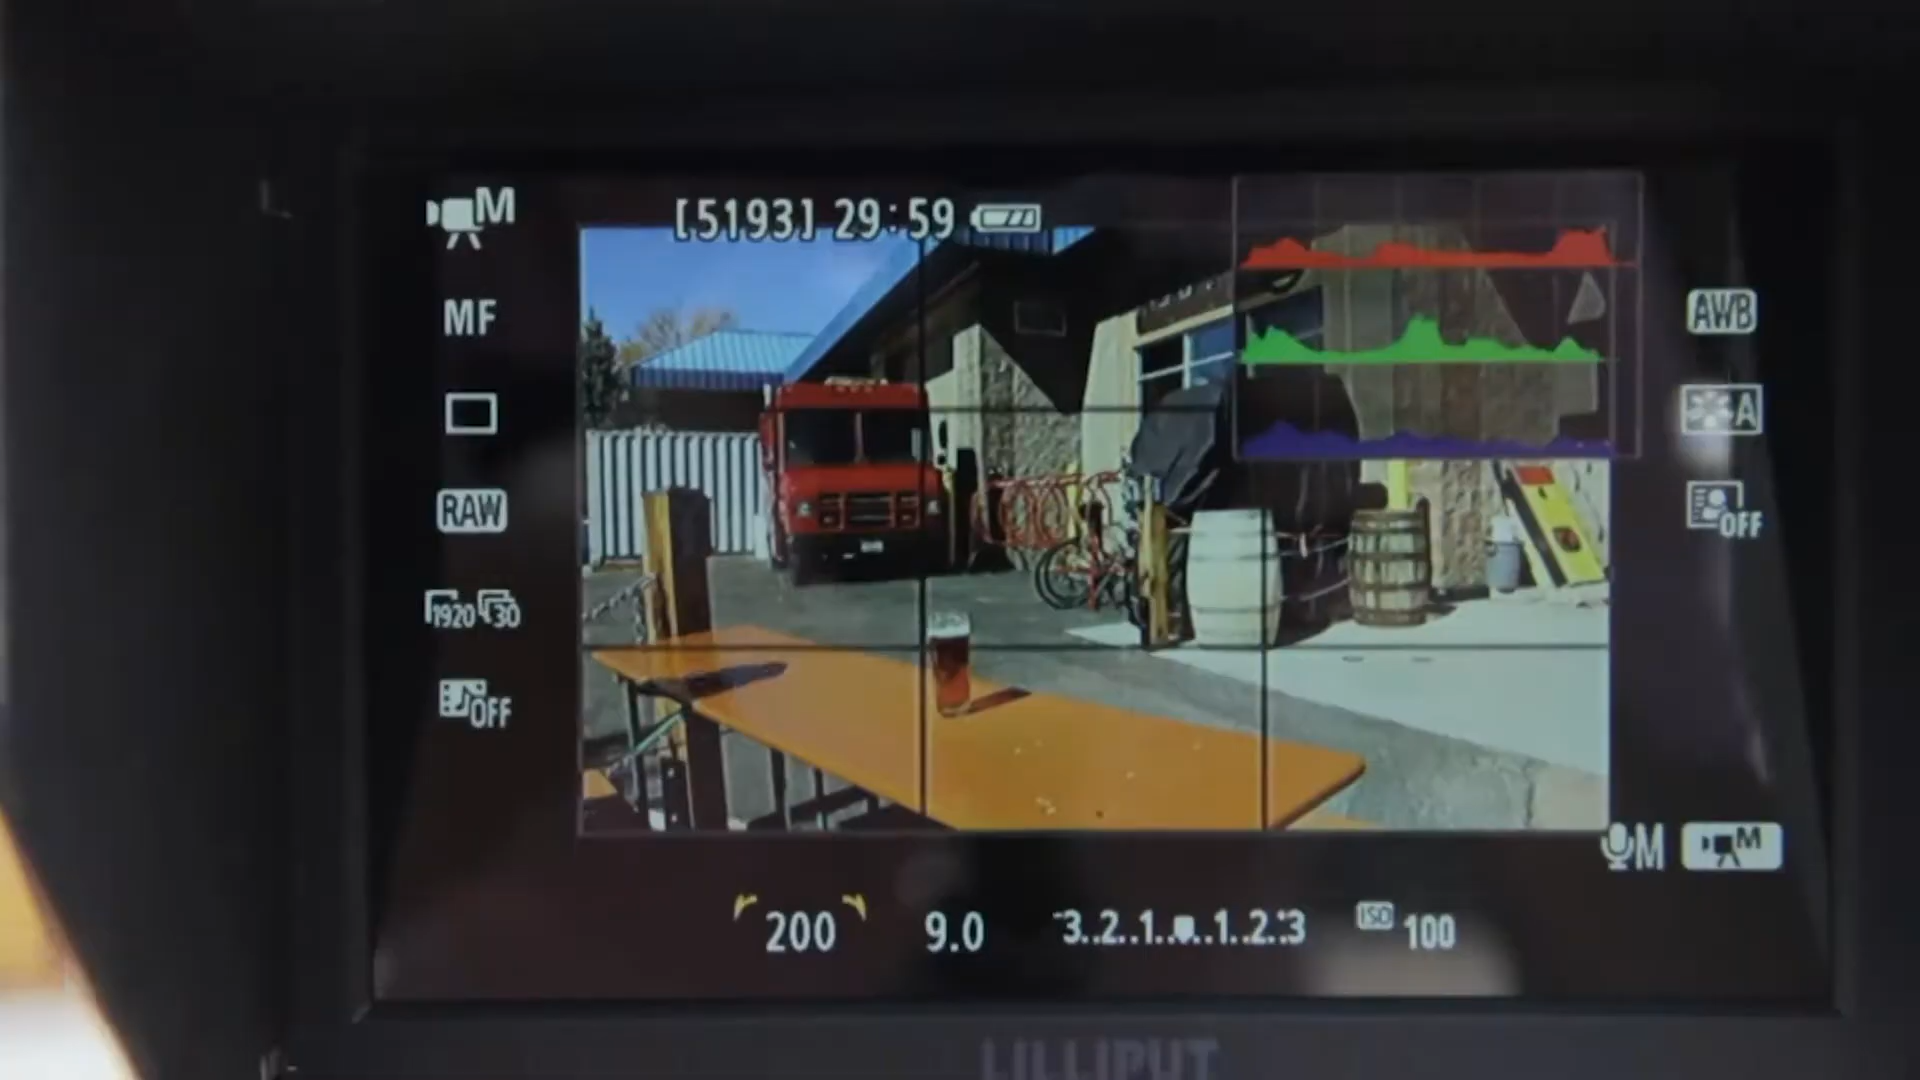 M
[5193] 29:59
MF
RAW
1920 30
OFF
AWB
A
OFF
M
M
200 9.0 -3..2..1.....1..2..+3 ISO 100
LILLIPUT